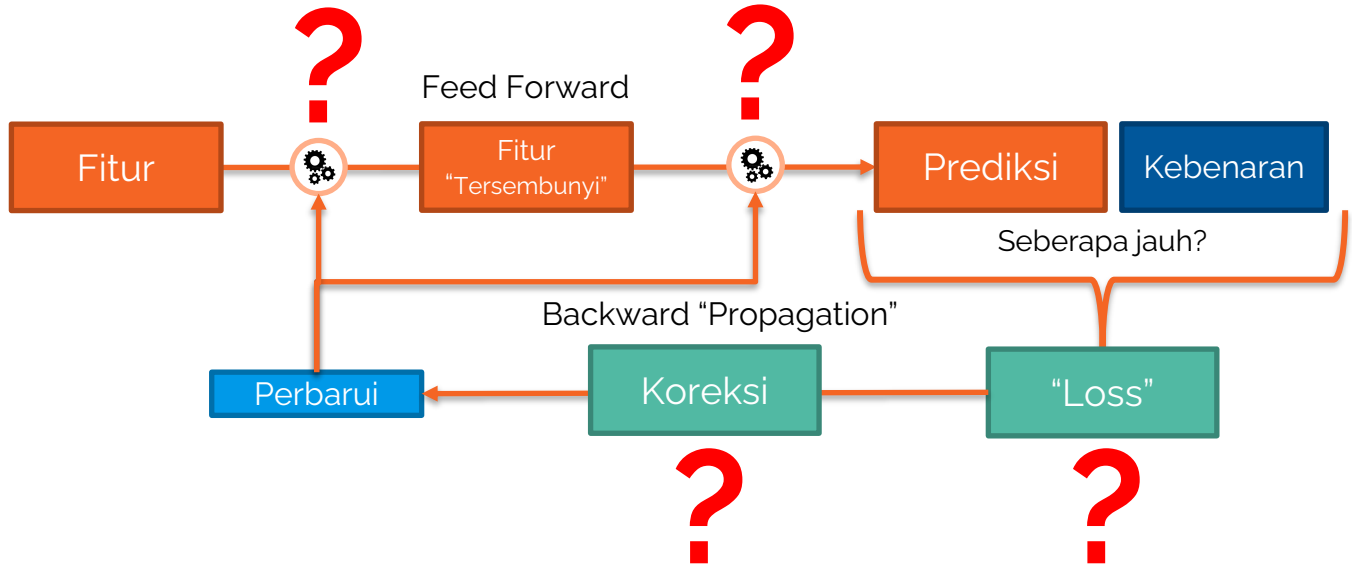 ?
?
Feed Forward
Fitur
Fitur
“Tersembunyi”
Prediksi
Kebenaran
Seberapa jauh?
Backward “Propagation”
Perbarui
Koreksi
“Loss”
?
?